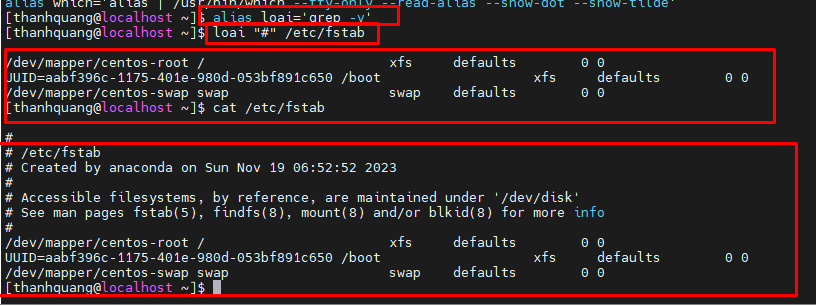 alias which='alias | /usr/bin/which --tty-only --read-alias --show-dot --show-tilde'
[thanhquang@localhost ~]$ alias loai='grep -v'
[thanhquang@localhost ~]$ loai "#" /etc/fstab
/dev/mapper/centos-root / xfs defaults 0 0
UUID=aabf396c-1175-401e-980d-053bf891c650 /boot xfs defaults 0 0
/dev/mapper/centos-swap swap swap defaults 0 0
[thanhquang@localhost ~]$ cat /etc/fstab
#
# /etc/fstab
# Created by anaconda on Sun Nov 19 06:52:52 2023
#
# Accessible filesystems, by reference, are maintained under '/dev/disk'
# See man pages fstab(5), findfs(8), mount(8) and/or blkid(8) for more info
#
/dev/mapper/centos-root / xfs defaults 0 0
UUID=aabf396c-1175-401e-980d-053bf891c650 /boot xfs defaults 0 0
/dev/mapper/centos-swap swap swap defaults 0 0
[thanhquang@localhost ~]$